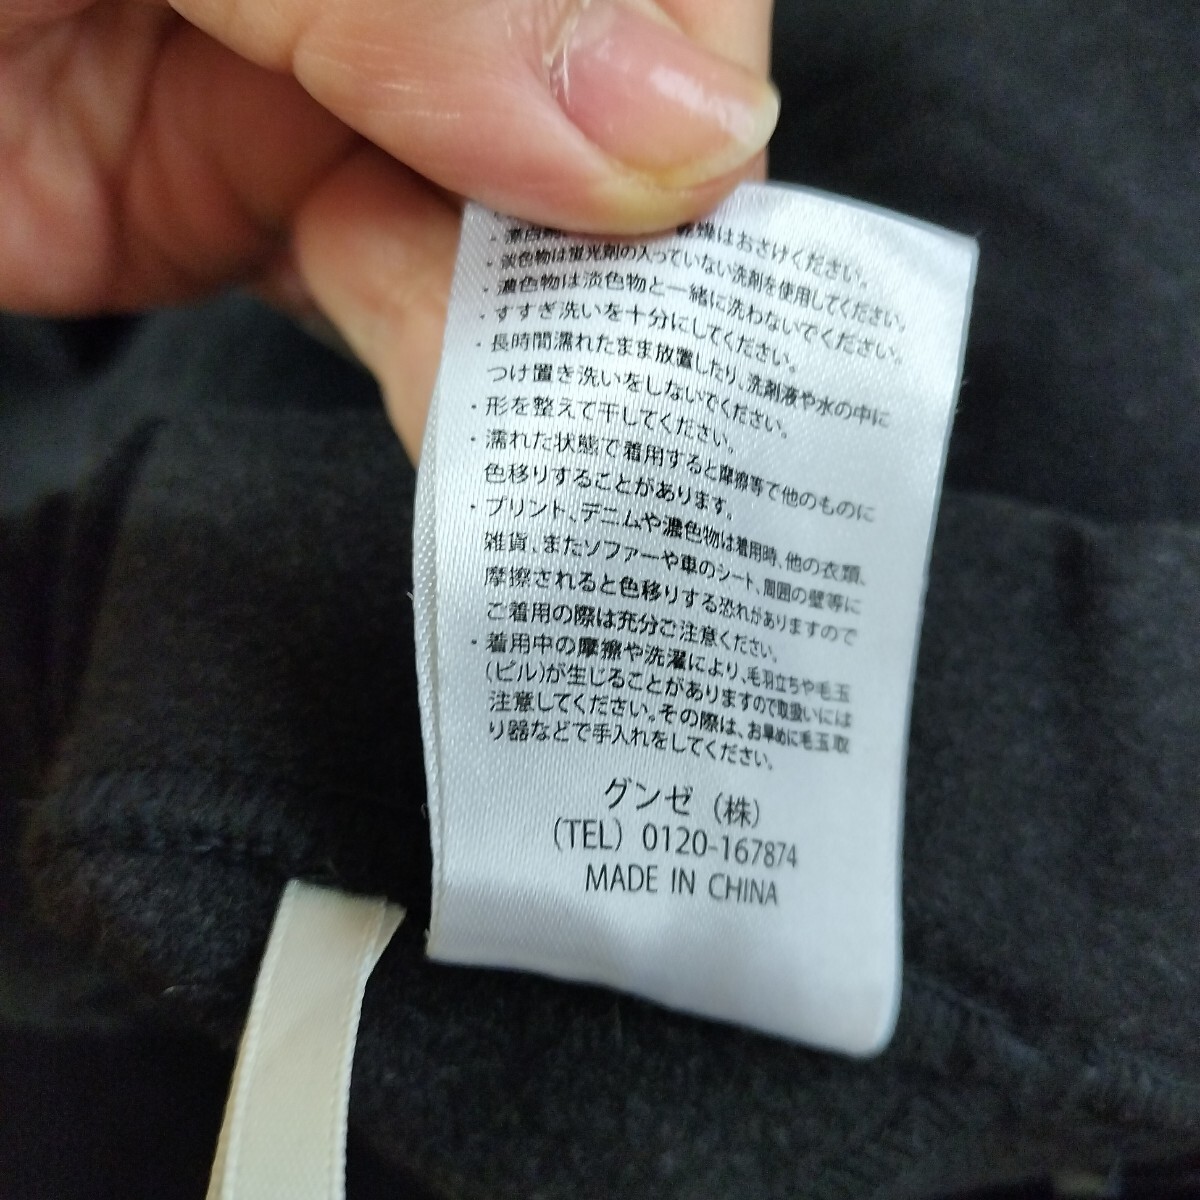 燥はおさけください。
・淡色物は蛍光剤の入っていない洗剤を使用してください。
・濃色物は淡色物と一緒に洗わないでください。
・すすぎ洗いを十分にしてください。
・長時間濡れたまま放置したり、洗剤液や水の中に
つけ置き洗いをしないでください。
・形を整えて干してください。
・濡れた状態で着用すると摩擦等で他のものに
色移りすることがあります。
・プリント、デニムや濃色物は着用時、他の衣類、
雑貨、またソファーや車のシート、周囲の壁等に
摩擦されると色移りする恐れがありますので
ご着用の際は充分ご注意ください。
・着用中の摩擦や洗濯により、毛羽立ちや毛玉
(ピル)が生じることがありますので取扱いには
注意してください。その際は、お早めに毛玉取
り器などで手入れをしてください。
グンゼ（株）
（TEL）0120-167874
MADE IN CHINA